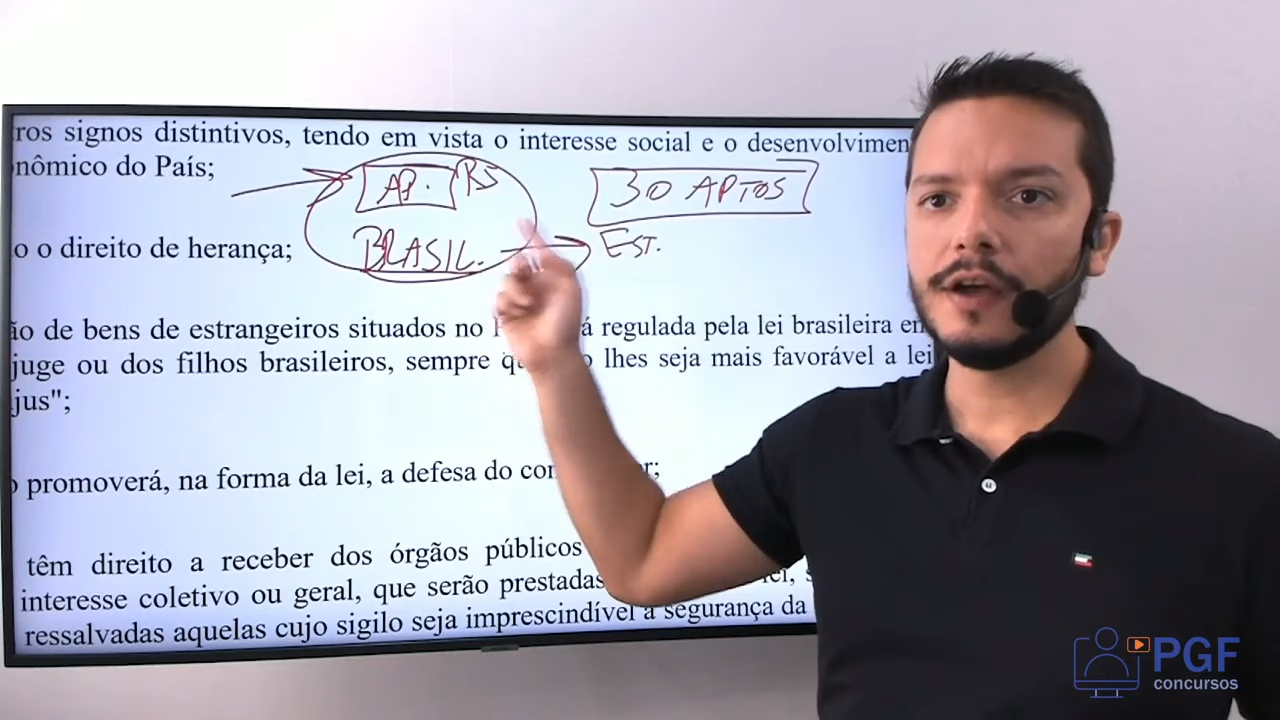 ros signos distintivos, tendo em vista o interesse social e o desenvolvimen
nômico do País;
AP. RS
30 APTOS
o o direito de herança;
BRASIL.
EST.
ão de bens de estrangeiros situados no á regulada pela lei brasileira em
juge ou dos filhos brasileiros, sempre lhes seja mais favorável a lei
jus";
o promoverá, na forma da lei, a defesa do con r;
têm direito a receber dos órgãos públicos
interesse coletivo ou geral, que serão prestadas lei, s
ressalvadas aquelas cujo sigilo seja imprescindível à segurança da
PGF
concursos